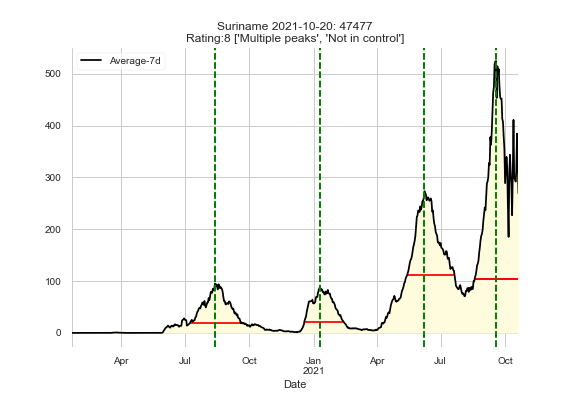 Suriname 2021-10-20: 47477
Rating:8 ['Multiple peaks', 'Not in control']
Average-7d
500
400
300
200
100
0
Apr Jul Oct Jan Apr Jul Oct
2021
Date